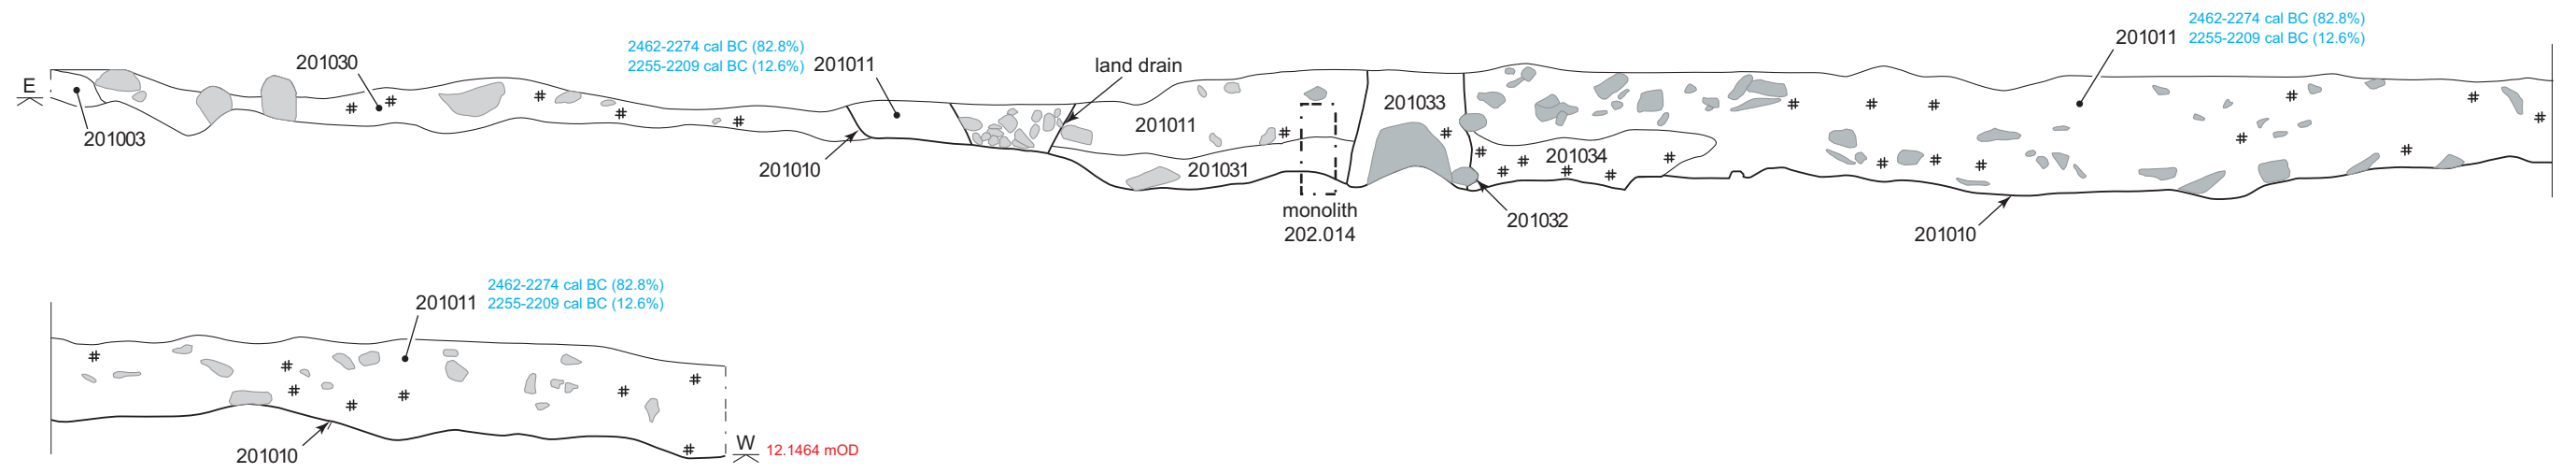 E
201003
201030
2462-2274 cal BC (82.8%)
2255-2209 cal BC (12.6%)
201011
201010
land drain
201011
201031
monolith
202.014
201033
201032
201034
201011
2462-2274 cal BC (82.8%)
2255-2209 cal BC (12.6%)
201010
201011
2462-2274 cal BC (82.8%)
2255-2209 cal BC (12.6%)
201010
W
12.1464 mOD